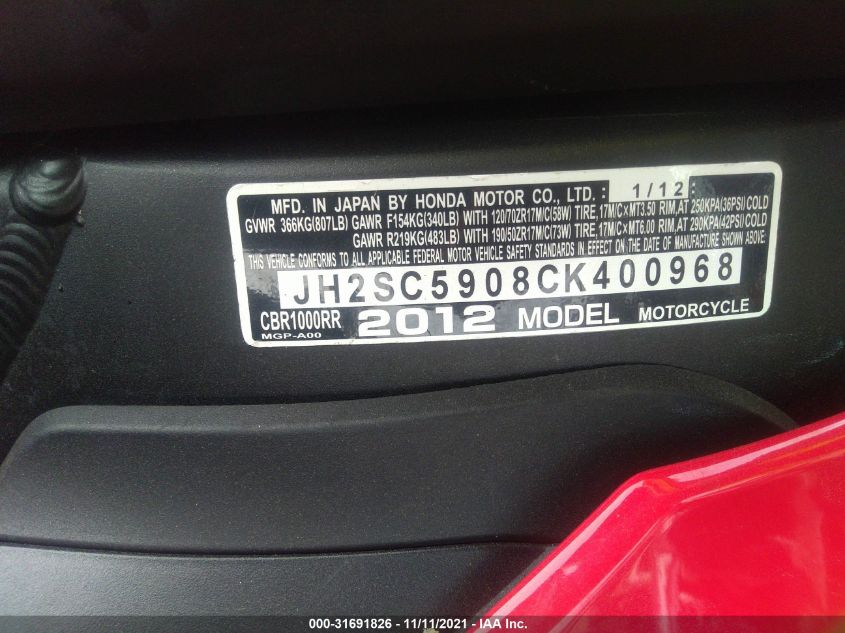 MFD. IN JAPAN BY HONDA MOTOR CO., LTD.: 1/12:
GVWR 366KG(807LB) GAWR F154KG(340LB) WITH 120/70ZR17M/C(58W) TIRE,17M/C×MT3.50 RIM,AT 250KPA(36PSI)COLD
GAWR R219KG(483LB) WITH 190/50ZR17M/C(73W) TIRE, 17M/C×MT6.00 RIM,AT 290KPA(42PSI)COLD
THIS VEHICLE CONFORMS TO ALL APPLICABLE FEDERAL MOTOR VEHICLE SAFETY STANDARDS IN EFFECT ON THE DATE OF MANUFACTURE SHOWN ABOVE.
JH2SC5908CK400968
CBR1000RR 2012 MODEL MOTORCYCLE
MGP-A00
000-31691826 - 11/11/2021 - IAA Inc.